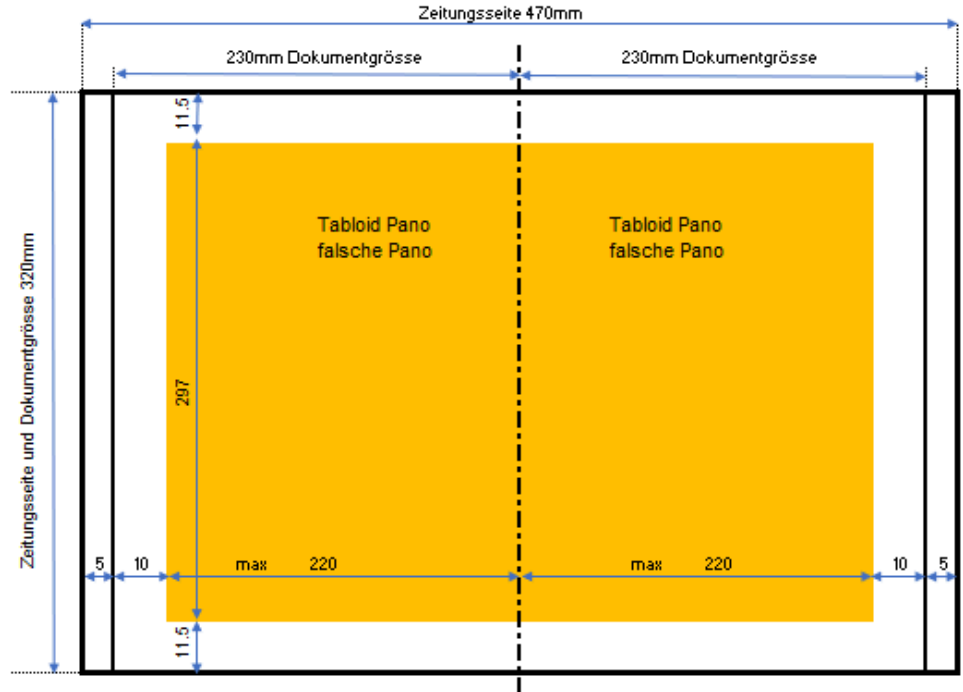 Zeitungsseite 470mm
230mm Dokumentgrösse
230mm Dokumentgrösse
11.5
Tabloid Pano
falsche Pano
Tabloid Pano
falsche Pano
Zeitungsseite und Dokumentgrösse 320mm
297
5
10
max 220
max 220
10
5
11.5